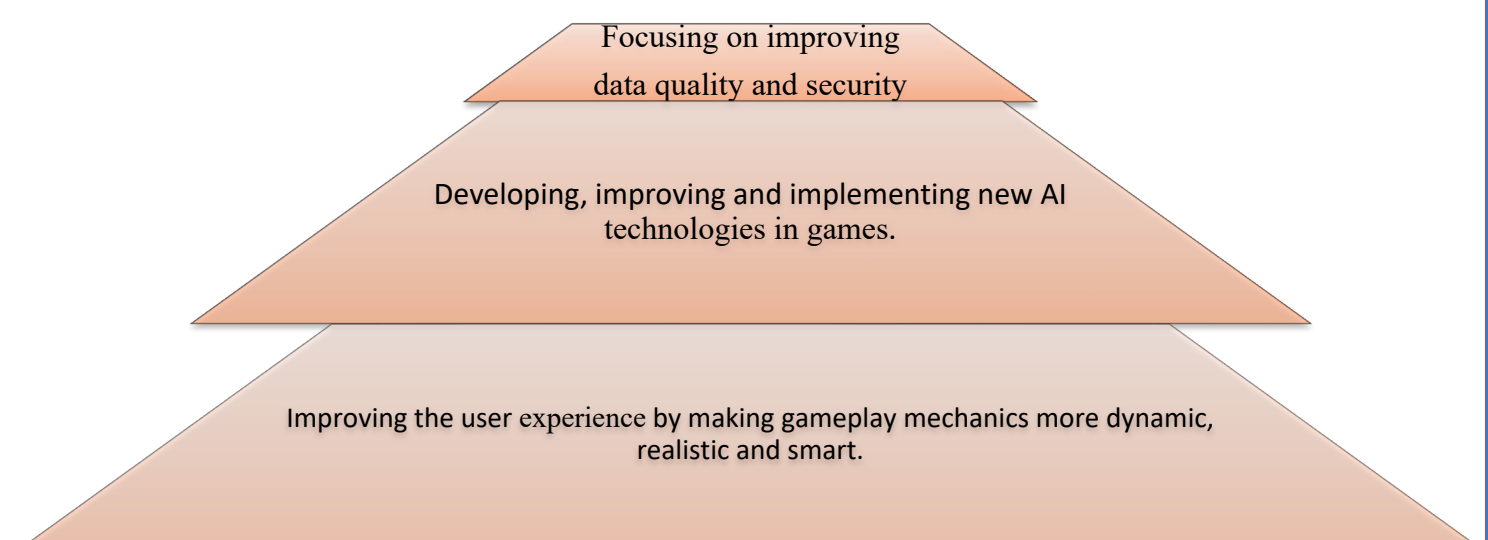 Focusing on improving
data quality and security
Developing, improving and implementing new AI
technologies in games.
Improving the user experience by making gameplay mechanics more dynamic,
realistic and smart.